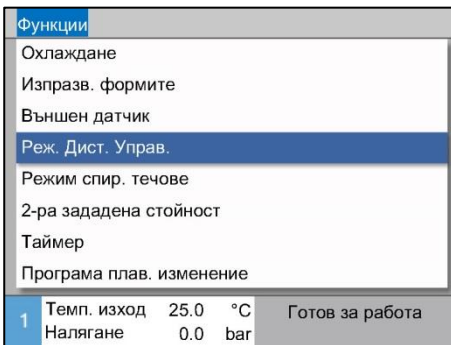 Функции
Охлаждане
Изпразв. формите
Външен датчик
Реж. Дист. Управ.
Режим спир. течове
2-ра зададена стойност
Таймер
Програма плав. изменение
1 Темп. изход 25.0 °C Готов за работа
Налягане 0.0 bar